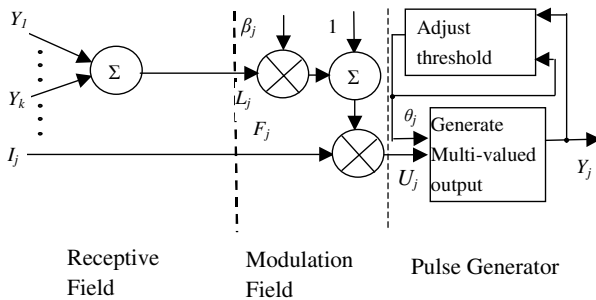 Y1
βj
1
Adjust
threshold
Σ
Σ
Yk
Lj
Fj
θj
Generate
Multi-valued
output
Ij
Uj
Yj
Receptive
Field
Modulation
Field
Pulse Generator